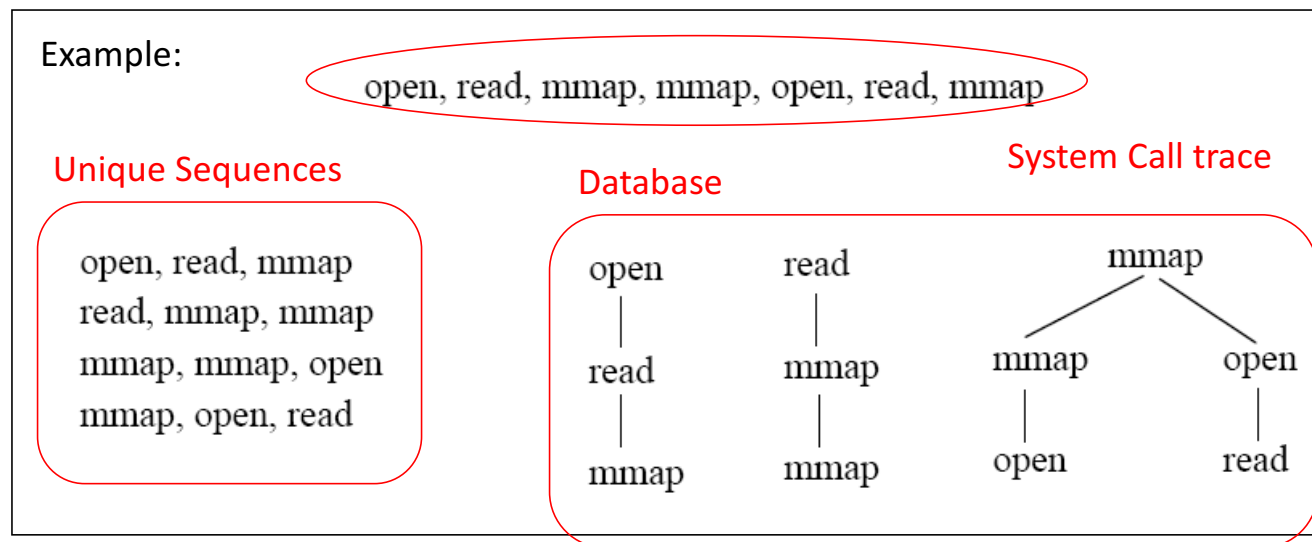 Example:
open, read, mmap, mmap, open, read, mmap
Unique Sequences
Database
System Call trace
open, read, mmap
read, mmap, mmap
mmap, mmap, open
mmap, open, read
open read mmap
read mmap mmap open
mmap mmap open read